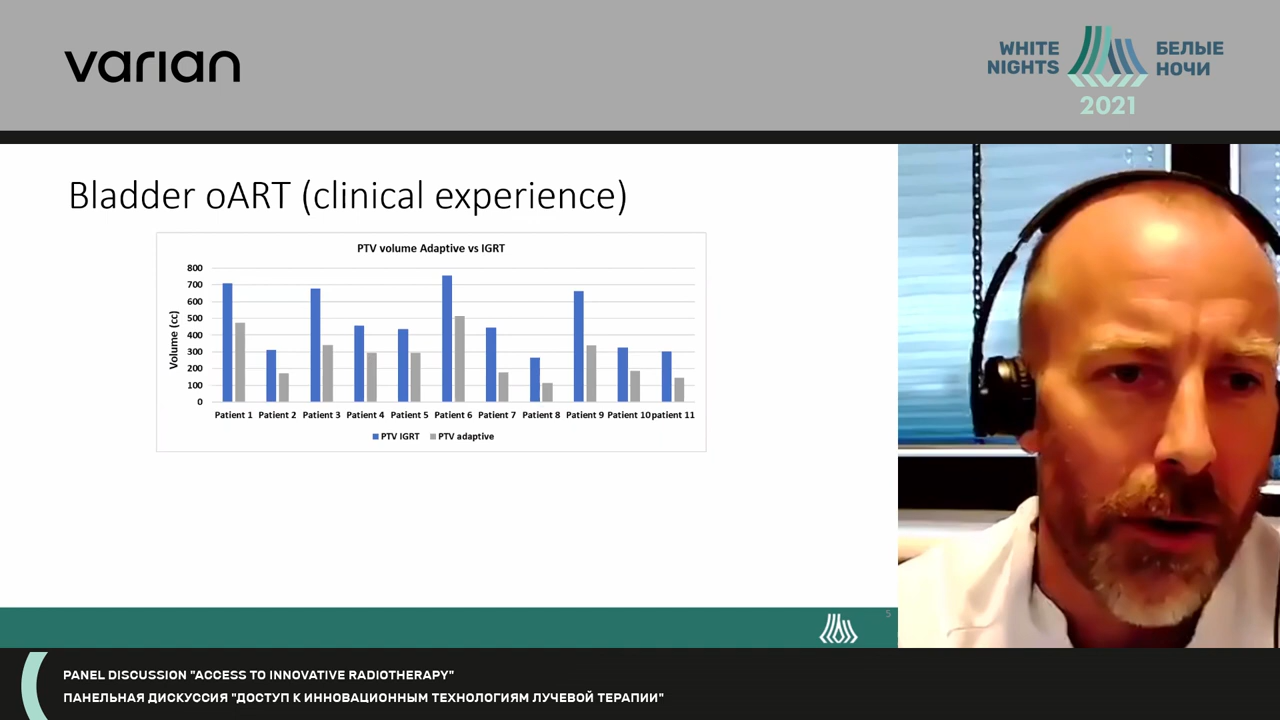 varian
WHITE
NIGHTS
БЕЛЫЕ
НОЧИ
2021
Bladder oART (clinical experience)
PTV volume Adaptive vs IGRT
Volume (cc)
800
700
600
500
400
300
200
100
0
Patient 1 Patient 2 Patient 3 Patient 4 Patient 5 Patient 6 Patient 7 Patient 8 Patient 9 Patient 10 patient 11
PTV IGRT PTV adaptive
5
PANEL DISCUSSION "ACCESS TO INNOVATIVE RADIOTHERAPY"
ПАНЕЛЬНАЯ ДИСКУССИЯ "ДОСТУП К ИННОВАЦИОННЫМ ТЕХНОЛОГИЯМ ЛУЧЕВОЙ ТЕРАПИИ"